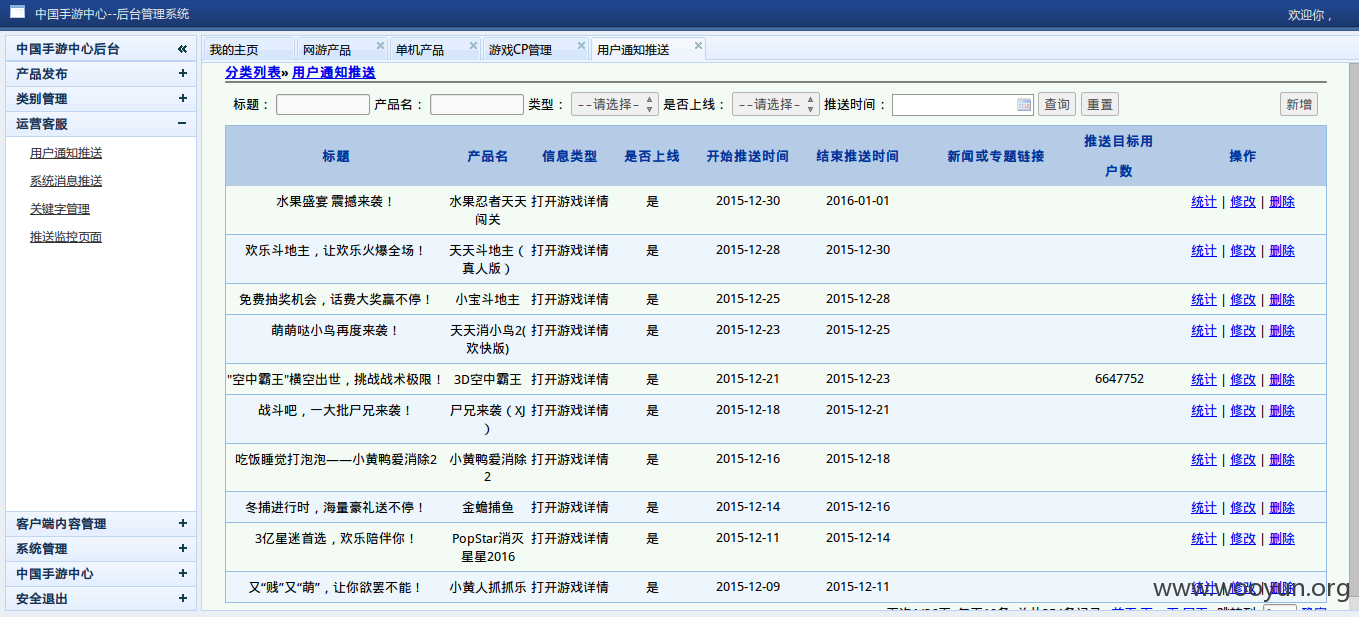 中国手游中心--后台管理系统
欢迎你，
中国手游中心后台 «
产品发布 +
类别管理 +
运营客服 −
用户通知推送
系统消息推送
关键字管理
推送监控页面
客户端内容管理 +
系统管理 +
中国手游中心 +
安全退出 +
我的主页 网游产品 单机产品 游戏CP管理 用户通知推送
分类列表» 用户通知推送
标题： 产品名： 类型： --请选择- 是否上线： --请选择- 推送时间： 查询 重置 新增
标题 产品名 信息类型 是否上线 开始推送时间 结束推送时间 新闻或专题链接 推送目标用户数 操作
水果盛宴 震撼来袭！ 水果忍者天天闯关 打开游戏详情 是 2015-12-30 2016-01-01 统计 | 修改 | 删除
欢乐斗地主，让欢乐火爆全场！ 天天斗地主（真人版） 打开游戏详情 是 2015-12-28 2015-12-30 统计 | 修改 | 删除
免费抽奖机会，话费大奖赢不停！ 小宝斗地主 打开游戏详情 是 2015-12-25 2015-12-28 统计 | 修改 | 删除
萌萌哒小鸟再度来袭！ 天天消小鸟2(欢快版) 打开游戏详情 是 2015-12-23 2015-12-25 统计 | 修改 | 删除
"空中霸王"横空出世，挑战战术极限！ 3D空中霸王 打开游戏详情 是 2015-12-21 2015-12-23 6647752 统计 | 修改 | 删除
战斗吧，一大批尸兄来袭！ 尸兄来袭（XJ） 打开游戏详情 是 2015-12-18 2015-12-21 统计 | 修改 | 删除
吃饭睡觉打泡泡——小黄鸭爱消除2 小黄鸭爱消除2 打开游戏详情 是 2015-12-16 2015-12-18 统计 | 修改 | 删除
冬捕进行时，海量豪礼送不停！ 金蟾捕鱼 打开游戏详情 是 2015-12-14 2015-12-16 统计 | 修改 | 删除
3亿星迷首选，欢乐陪伴你！ PopStar消灭星星2016 打开游戏详情 是 2015-12-11 2015-12-14 统计 | 修改 | 删除
又“贱”又“萌”，让你欲罢不能！ 小黄人抓抓乐 打开游戏详情 是 2015-12-09 2015-12-11 统计 | 修改 | 删除
www.wooyun.org